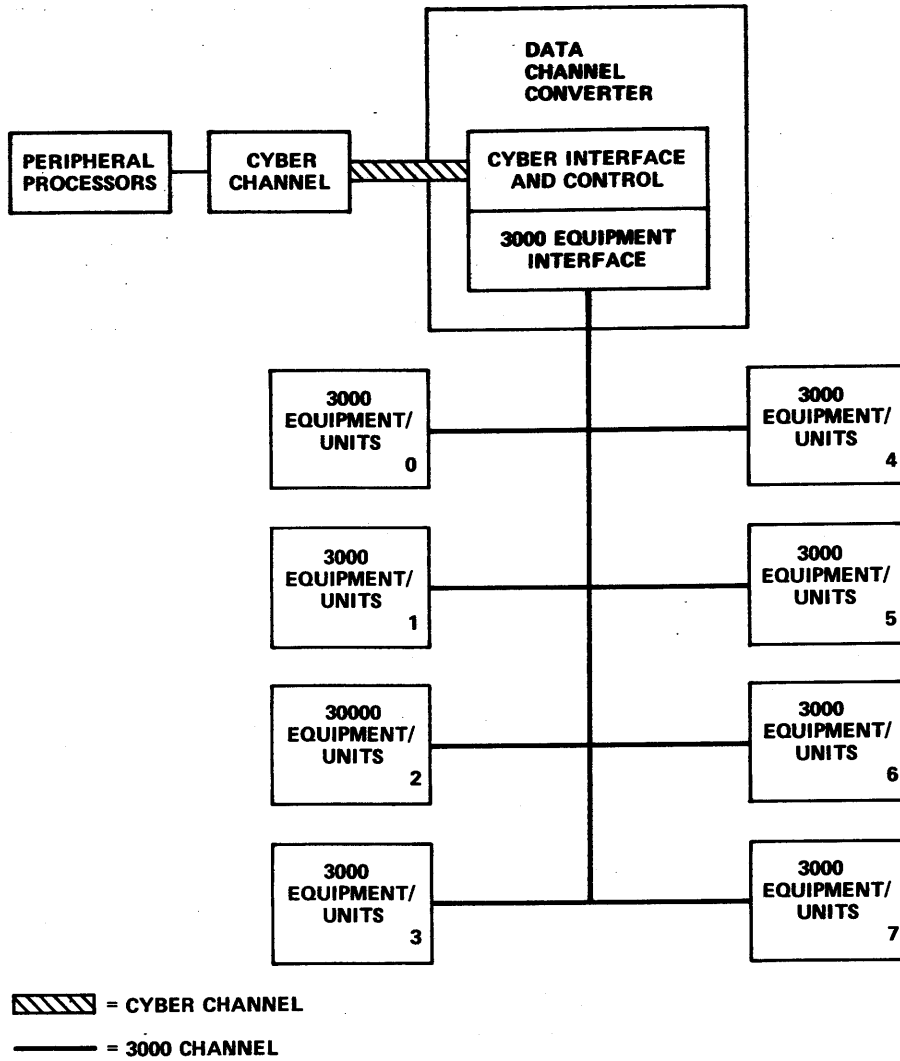 DATA
CHANNEL
CONVERTER
PERIPHERAL
PROCESSORS
CYBER
CHANNEL
CYBER INTERFACE
AND CONTROL
3000 EQUIPMENT
INTERFACE
3000
EQUIPMENT/
UNITS
0
3000
EQUIPMENT/
UNITS
4
3000
EQUIPMENT/
UNITS
1
3000
EQUIPMENT/
UNITS
5
30000
EQUIPMENT/
UNITS
2
3000
EQUIPMENT/
UNITS
6
3000
EQUIPMENT/
UNITS
3
3000
EQUIPMENT/
UNITS
7
= CYBER CHANNEL
= 3000 CHANNEL